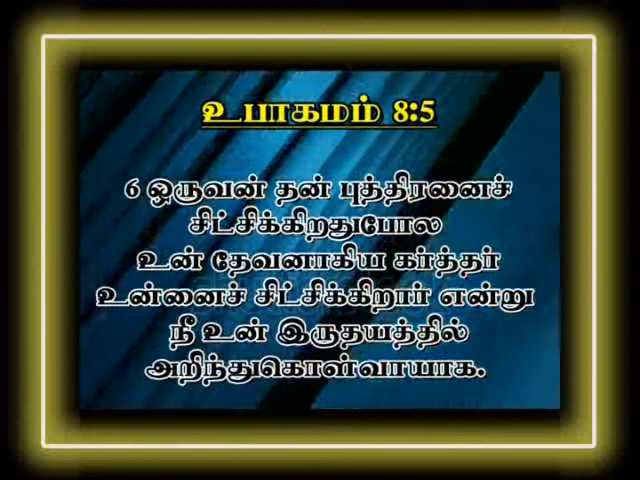 உபாகமம் 8:5
6 ஒருவன் தன் புத்திரனைச்
சிட்சிக்கிறதுபோல
உன் தேவனாகிய கர்த்தர்
உன்னைச் சிட்சிக்கிறார் என்று
நீ உன் இருதயத்தில்
அறிந்துகொள்வாயாக.